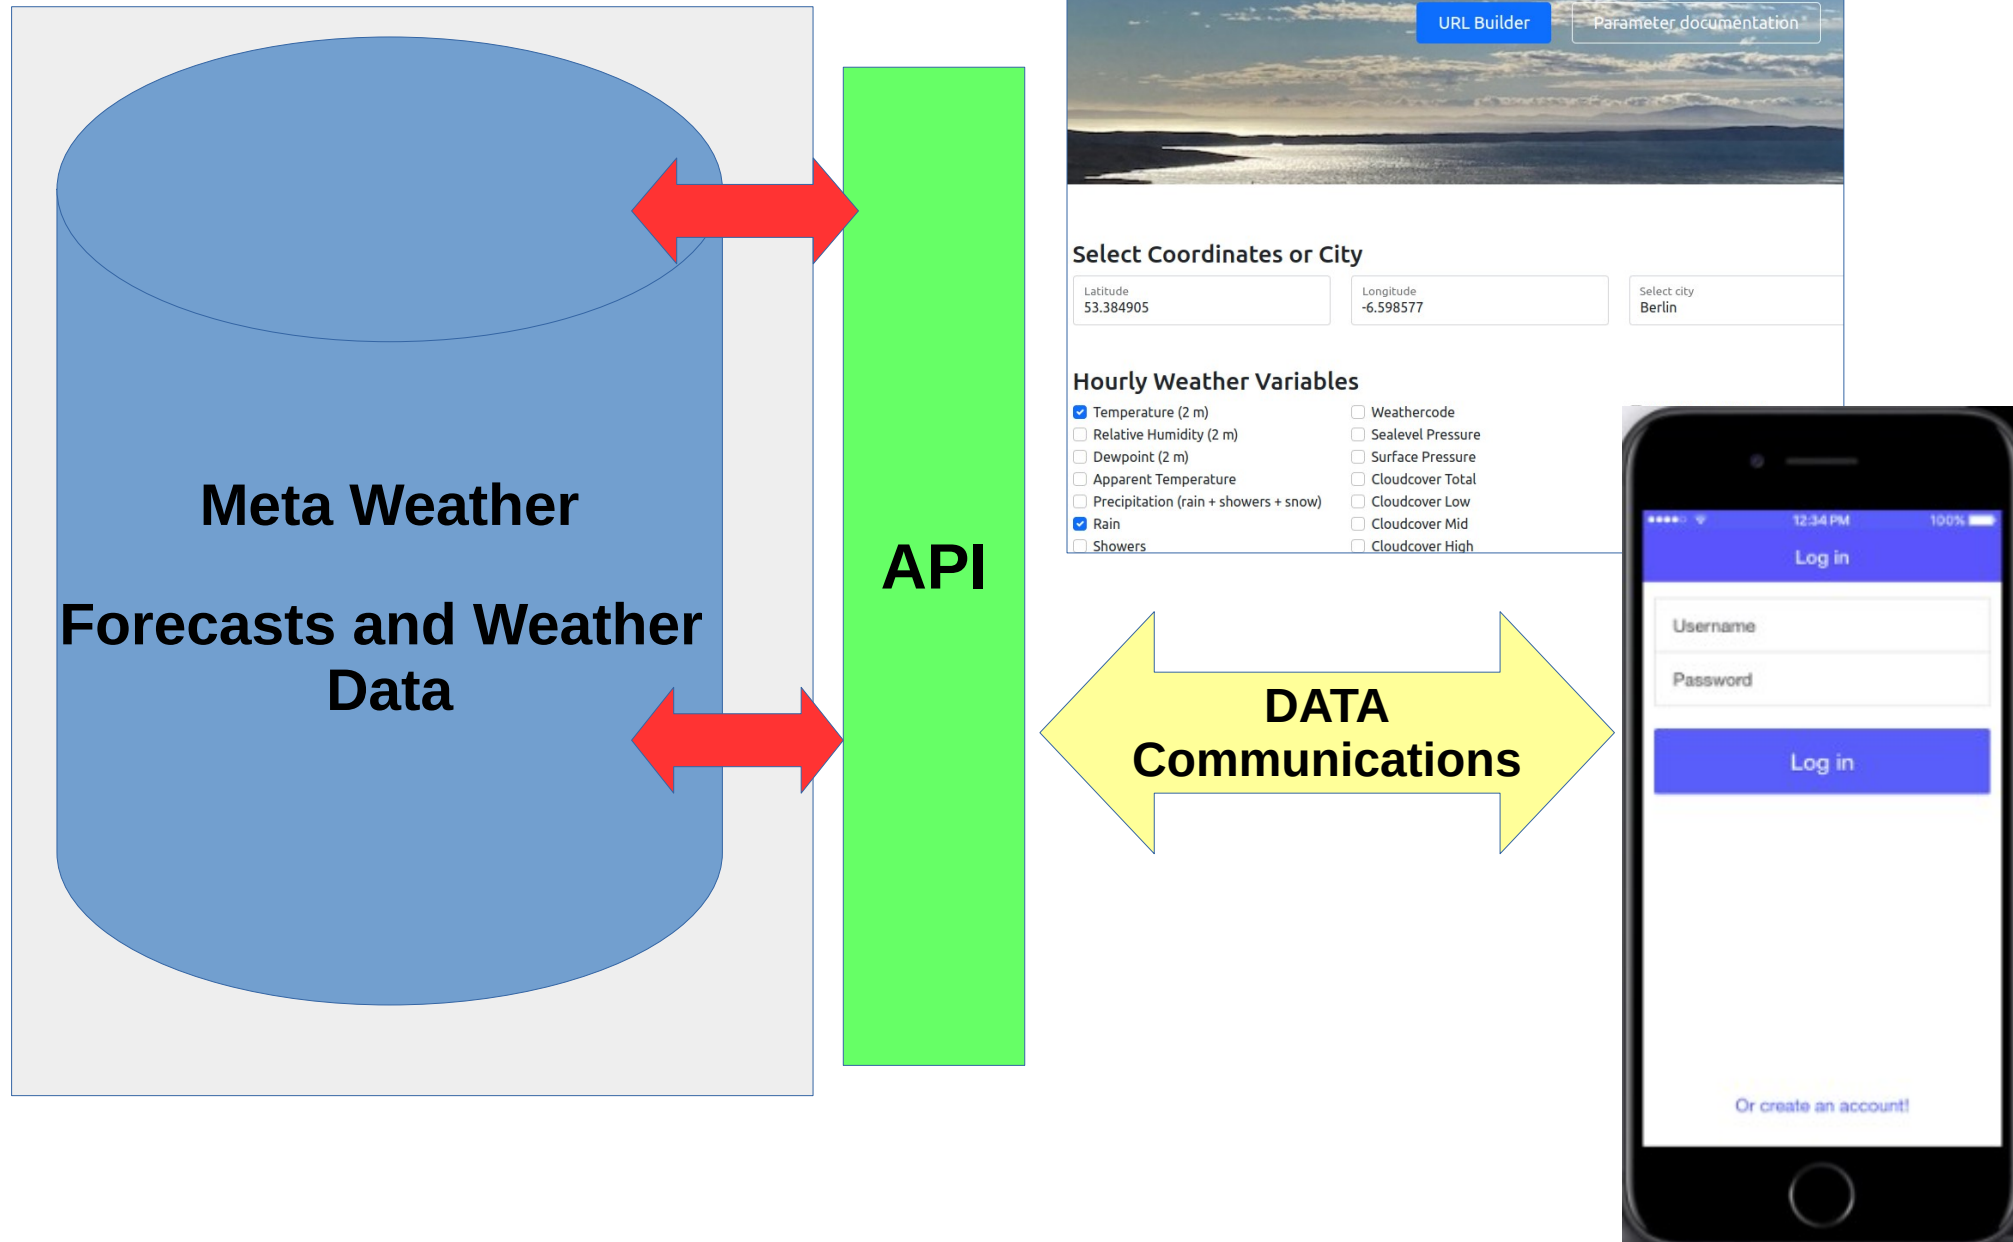 Meta Weather
Forecasts and Weather
Data
API
URL Builder
Parameter documentation
Select Coordinates or City
Latitude
53.384905
Longitude
-6.598577
Select city
Berlin
Hourly Weather Variables
Temperature (2 m)
Relative Humidity (2 m)
Dewpoint (2 m)
Apparent Temperature
Precipitation (rain + showers + snow)
Rain
Showers
Weathercode
Sealevel Pressure
Surface Pressure
Cloudcover Total
Cloudcover Low
Cloudcover Mid
Cloudcover High
DATA
Communications
12:34 PM
100%
Log in
Username
Password
Log in
Or create an account!